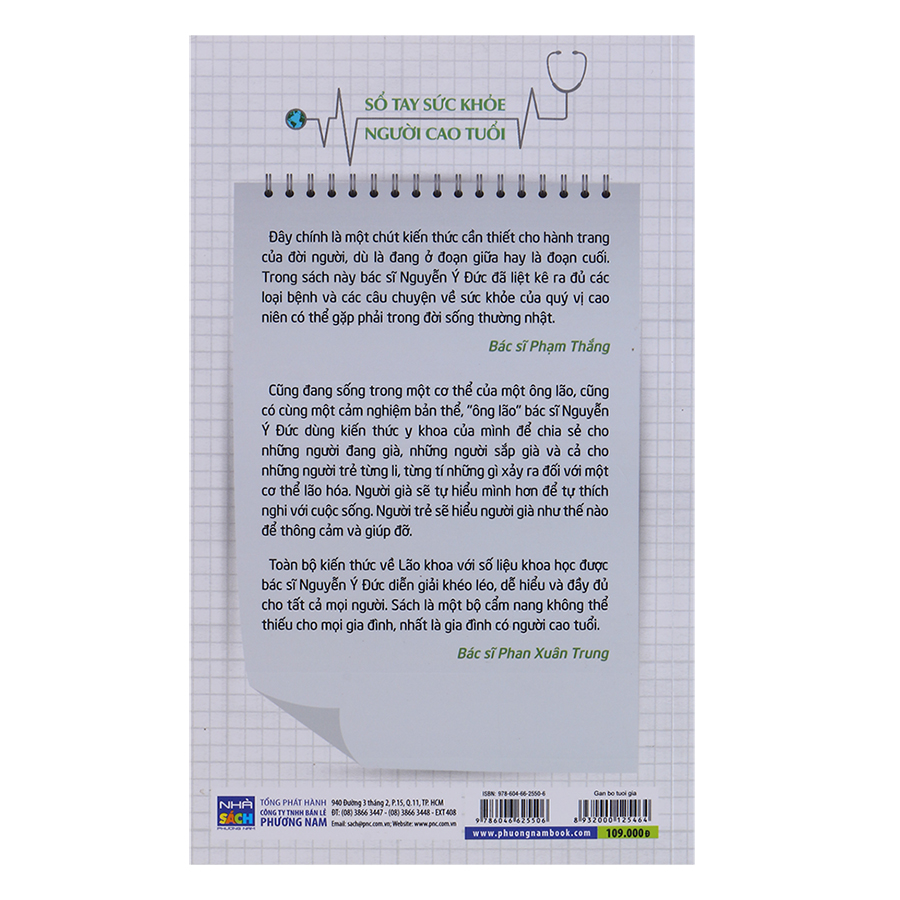 SỔ TAY SỨC KHỎE
NGƯỜI CAO TUỔI
Đây chính là một chút kiến thức cần thiết cho hành trang
của đời người, dù là đang ở đoạn giữa hay là đoạn cuối.
Trong sách này bác sĩ Nguyễn Ý Đức đã liệt kê ra đủ các
loại bệnh và các câu chuyện về sức khỏe của quý vị cao
niên có thể gặp phải trong đời sống thường nhật.
Bác sĩ Phạm Thắng
Cũng đang sống trong một cơ thể của một ông lão, cũng
có cùng một cảm nghiệm bản thể, “ông lão” bác sĩ Nguyễn
Ý Đức dùng kiến thức y khoa của mình để chia sẻ cho
những người đang già, những người sắp già và cả cho
những người trẻ từng li, từng tí những gì xảy ra đối với một
cơ thể lão hóa. Người già sẽ tự hiểu mình hơn để tự thích
nghi với cuộc sống. Người trẻ sẽ hiểu người già như thế nào
để thông cảm và giúp đỡ.
Toàn bộ kiến thức về Lão khoa với số liệu khoa học được
bác sĩ Nguyễn Ý Đức diễn giải khéo léo, dễ hiểu và đầy đủ
cho tất cả mọi người. Sách là một bộ cẩm nang không thể
thiếu cho mọi gia đình, nhất là gia đình có người cao tuổi.
Bác sĩ Phan Xuân Trung
NHÀ
SÁCH
PHƯƠNG NAM
TỔNG PHÁT HÀNH
CÔNG TY TNHH BÁN LẺ
PHƯƠNG NAM
940 Đường 3 tháng 2, P.15, Q.11, TP. HCM
ĐT: (08) 3866 3447 - (08) 3866 3448 - EXT 408
Email: sach@pnc.com.vn; Website: www.pnc.com.vn
ISBN: 978-604-66-2550-6
9 786046 625506
Gan bo tuoi gia
8 932000 125464
www.phuongnambook.com
109.000 Đ